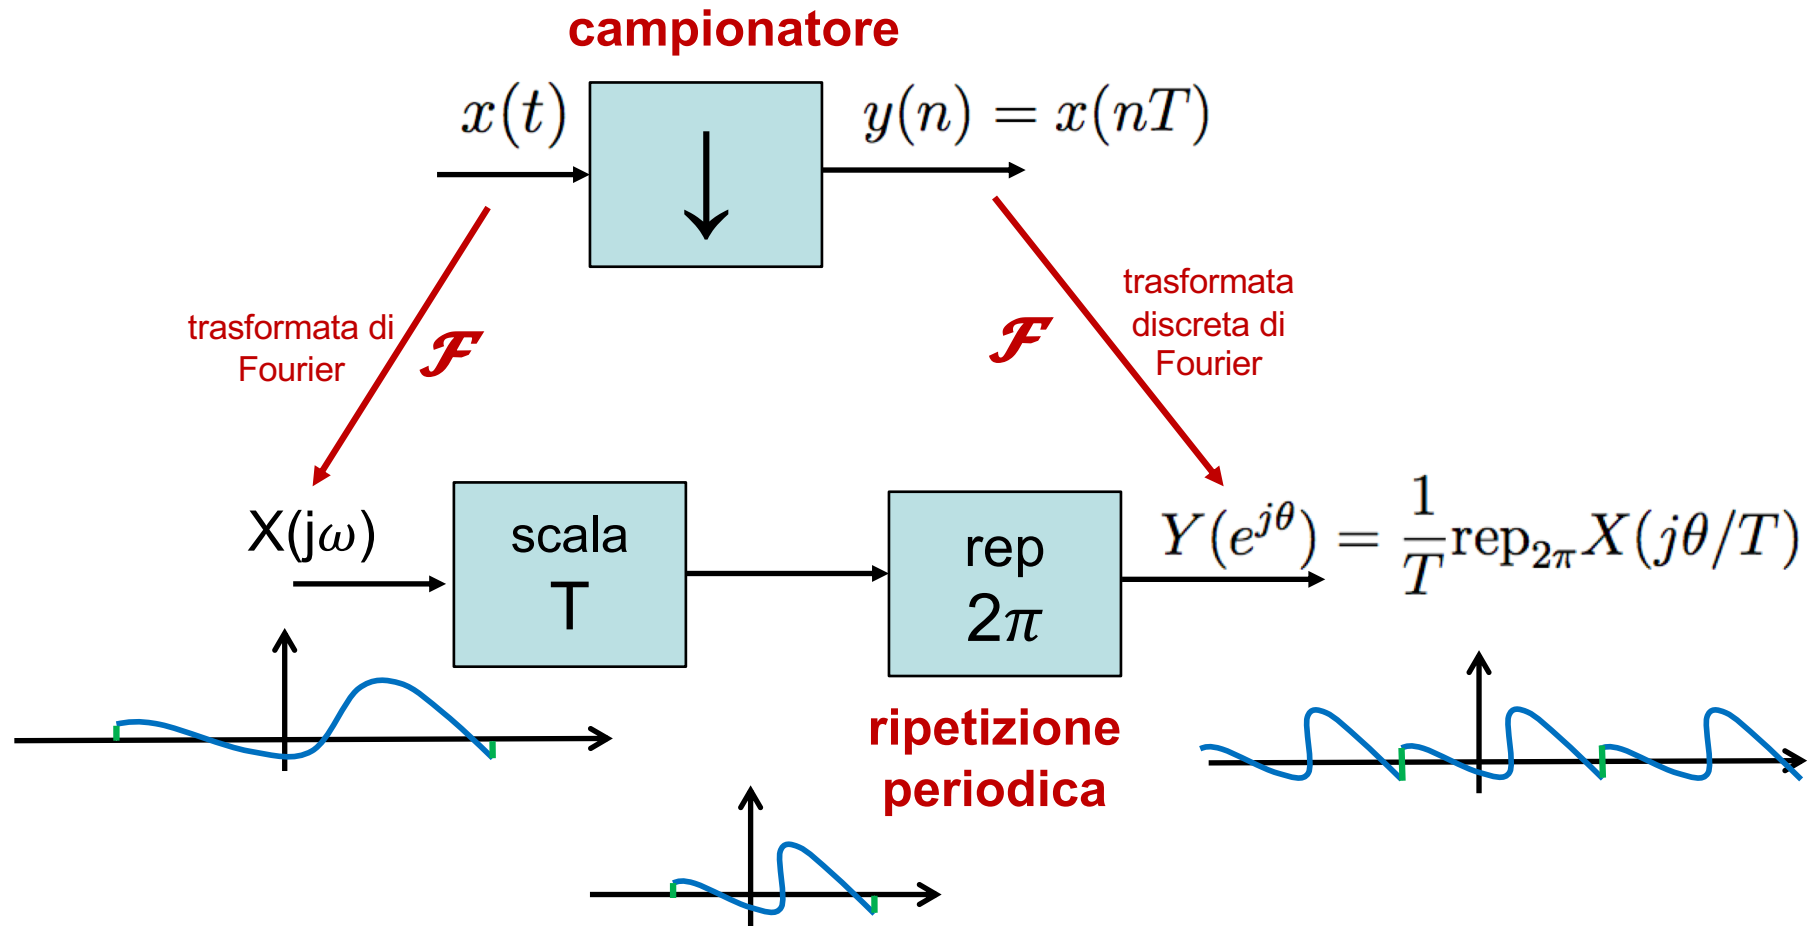 campionatore
x(t)
↓
y(n) = x(nT)
trasformata di
Fourier
ℱ
ℱ
trasformata
discreta di
Fourier
X(jω)
scala
T
rep
2π
Y(e^{jθ}) = \frac{1}{T} rep_{2π} X(jθ/T)
ripetizione
periodica